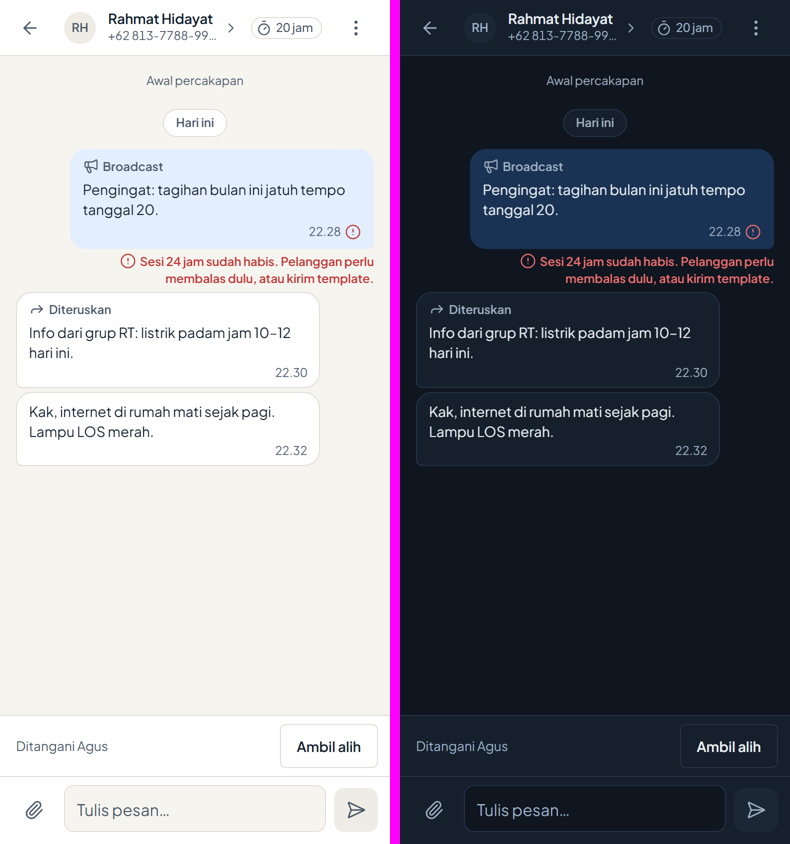 RH
Rahmat Hidayat
+62 813-7788-99...
20 jam
Awal percakapan
Hari ini
Broadcast
Pengingat: tagihan bulan ini jatuh tempo
tanggal 20.
22.28
Sesi 24 jam sudah habis. Pelanggan perlu
membalas dulu, atau kirim template.
Diteruskan
Info dari grup RT: listrik padam jam 10–12
hari ini.
22.30
Kak, internet di rumah mati sejak pagi.
Lampu LOS merah.
22.32
Ditangani Agus
Ambil alih
Tulis pesan...
RH
Rahmat Hidayat
+62 813-7788-99...
20 jam
Awal percakapan
Hari ini
Broadcast
Pengingat: tagihan bulan ini jatuh tempo
tanggal 20.
22.28
Sesi 24 jam sudah habis. Pelanggan perlu
membalas dulu, atau kirim template.
Diteruskan
Info dari grup RT: listrik padam jam 10–12
hari ini.
22.30
Kak, internet di rumah mati sejak pagi.
Lampu LOS merah.
22.32
Ditangani Agus
Ambil alih
Tulis pesan...